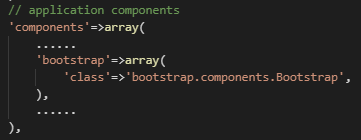 // application components
'components'=>array(
    ......
    'bootstrap'=>array(
        'class'=>'bootstrap.components.Bootstrap',
    ),
    ......
),